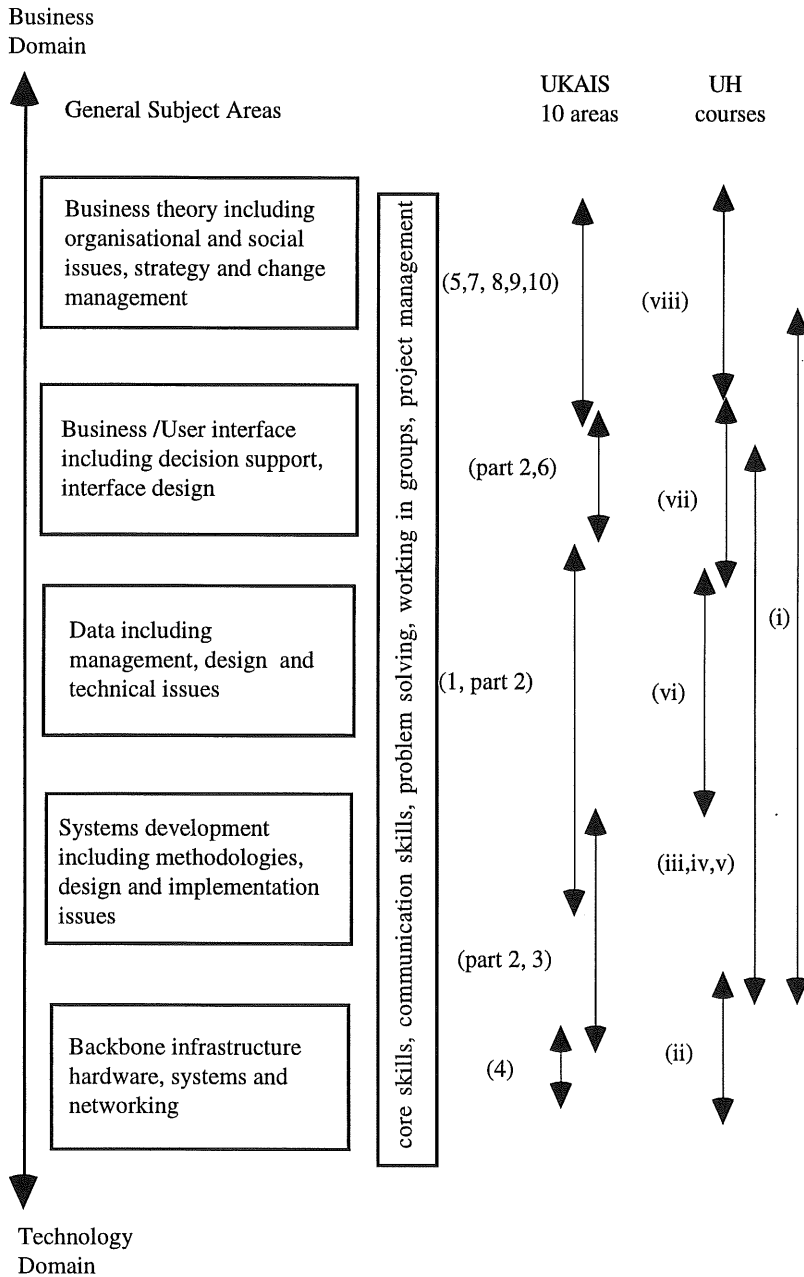 Business
Domain
General Subject Areas
UKAIS
10 areas
UH
courses
Business theory including
organisational and social
issues, strategy and change
management
(5,7, 8,9,10)
(viii)
Business /User interface
including decision support,
interface design
(part 2,6)
(vii)
(i)
Data including
management, design and
technical issues
(1, part 2)
(vi)
Systems development
including methodologies,
design and implementation
issues
(iii,iv,v)
(part 2, 3)
Backbone infrastructure
hardware, systems and
networking
(4)
(ii)
core skills, communication skills, problem solving, working in groups, project management
Technology
Domain